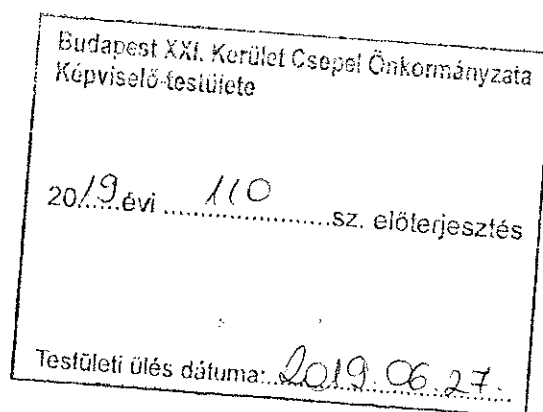 Budapest XXI. Kerület Csepel Önkormányzata
Képviselő-testülete
2019 évi 110 sz. előterjesztés
Testületi ülés dátuma: 2019.06.27.